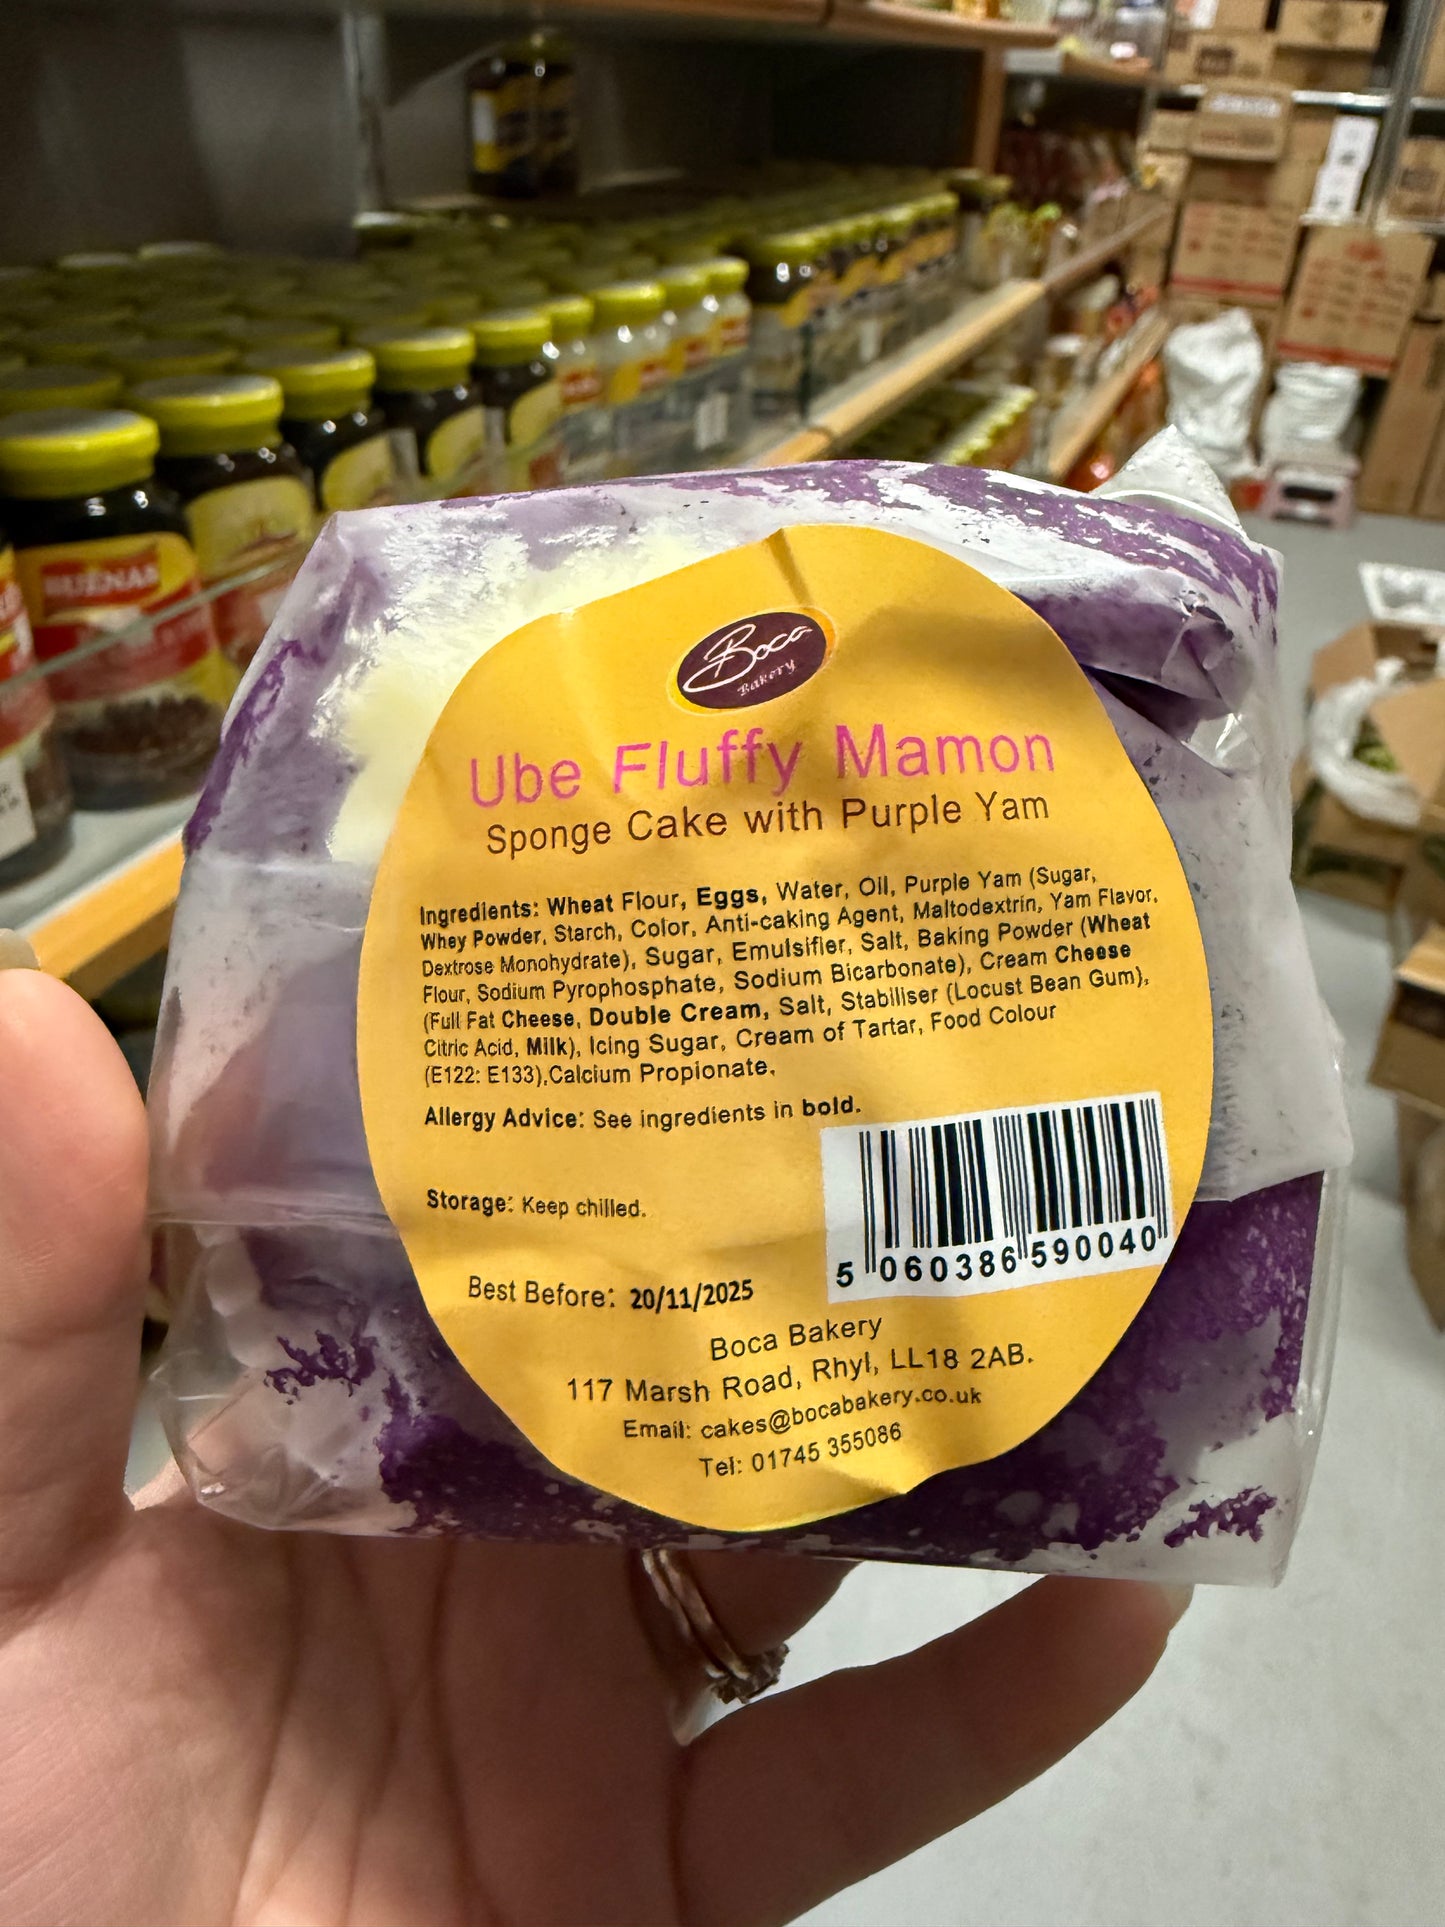 BUENAS
Boca
Bakery
Ube Fluffy Mamon
Sponge Cake with Purple Yam
Ingredients: Wheat Flour, Eggs, Water, Oil, Purple Yam (Sugar,
Whey Powder, Starch, Color, Anti-caking Agent, Maltodextrin, Yam Flavor,
Dextrose Monohydrate), Sugar, Emulsifier, Salt, Baking Powder (Wheat
Flour, Sodium Pyrophosphate, Sodium Bicarbonate), Cream Cheese
(Full Fat Cheese, Double Cream, Salt, Stabiliser (Locust Bean Gum),
Citric Acid, Milk), Icing Sugar, Cream of Tartar, Food Colour
(E122: E133),Calcium Propionate.
Allergy Advice: See ingredients in bold.
Storage: Keep chilled.
5 060386 590040
Best Before: 20/11/2025
Boca Bakery
117 Marsh Road, Rhyl, LL18 2AB.
Email: cakes@bocabakery.co.uk
Tel: 01745 355086